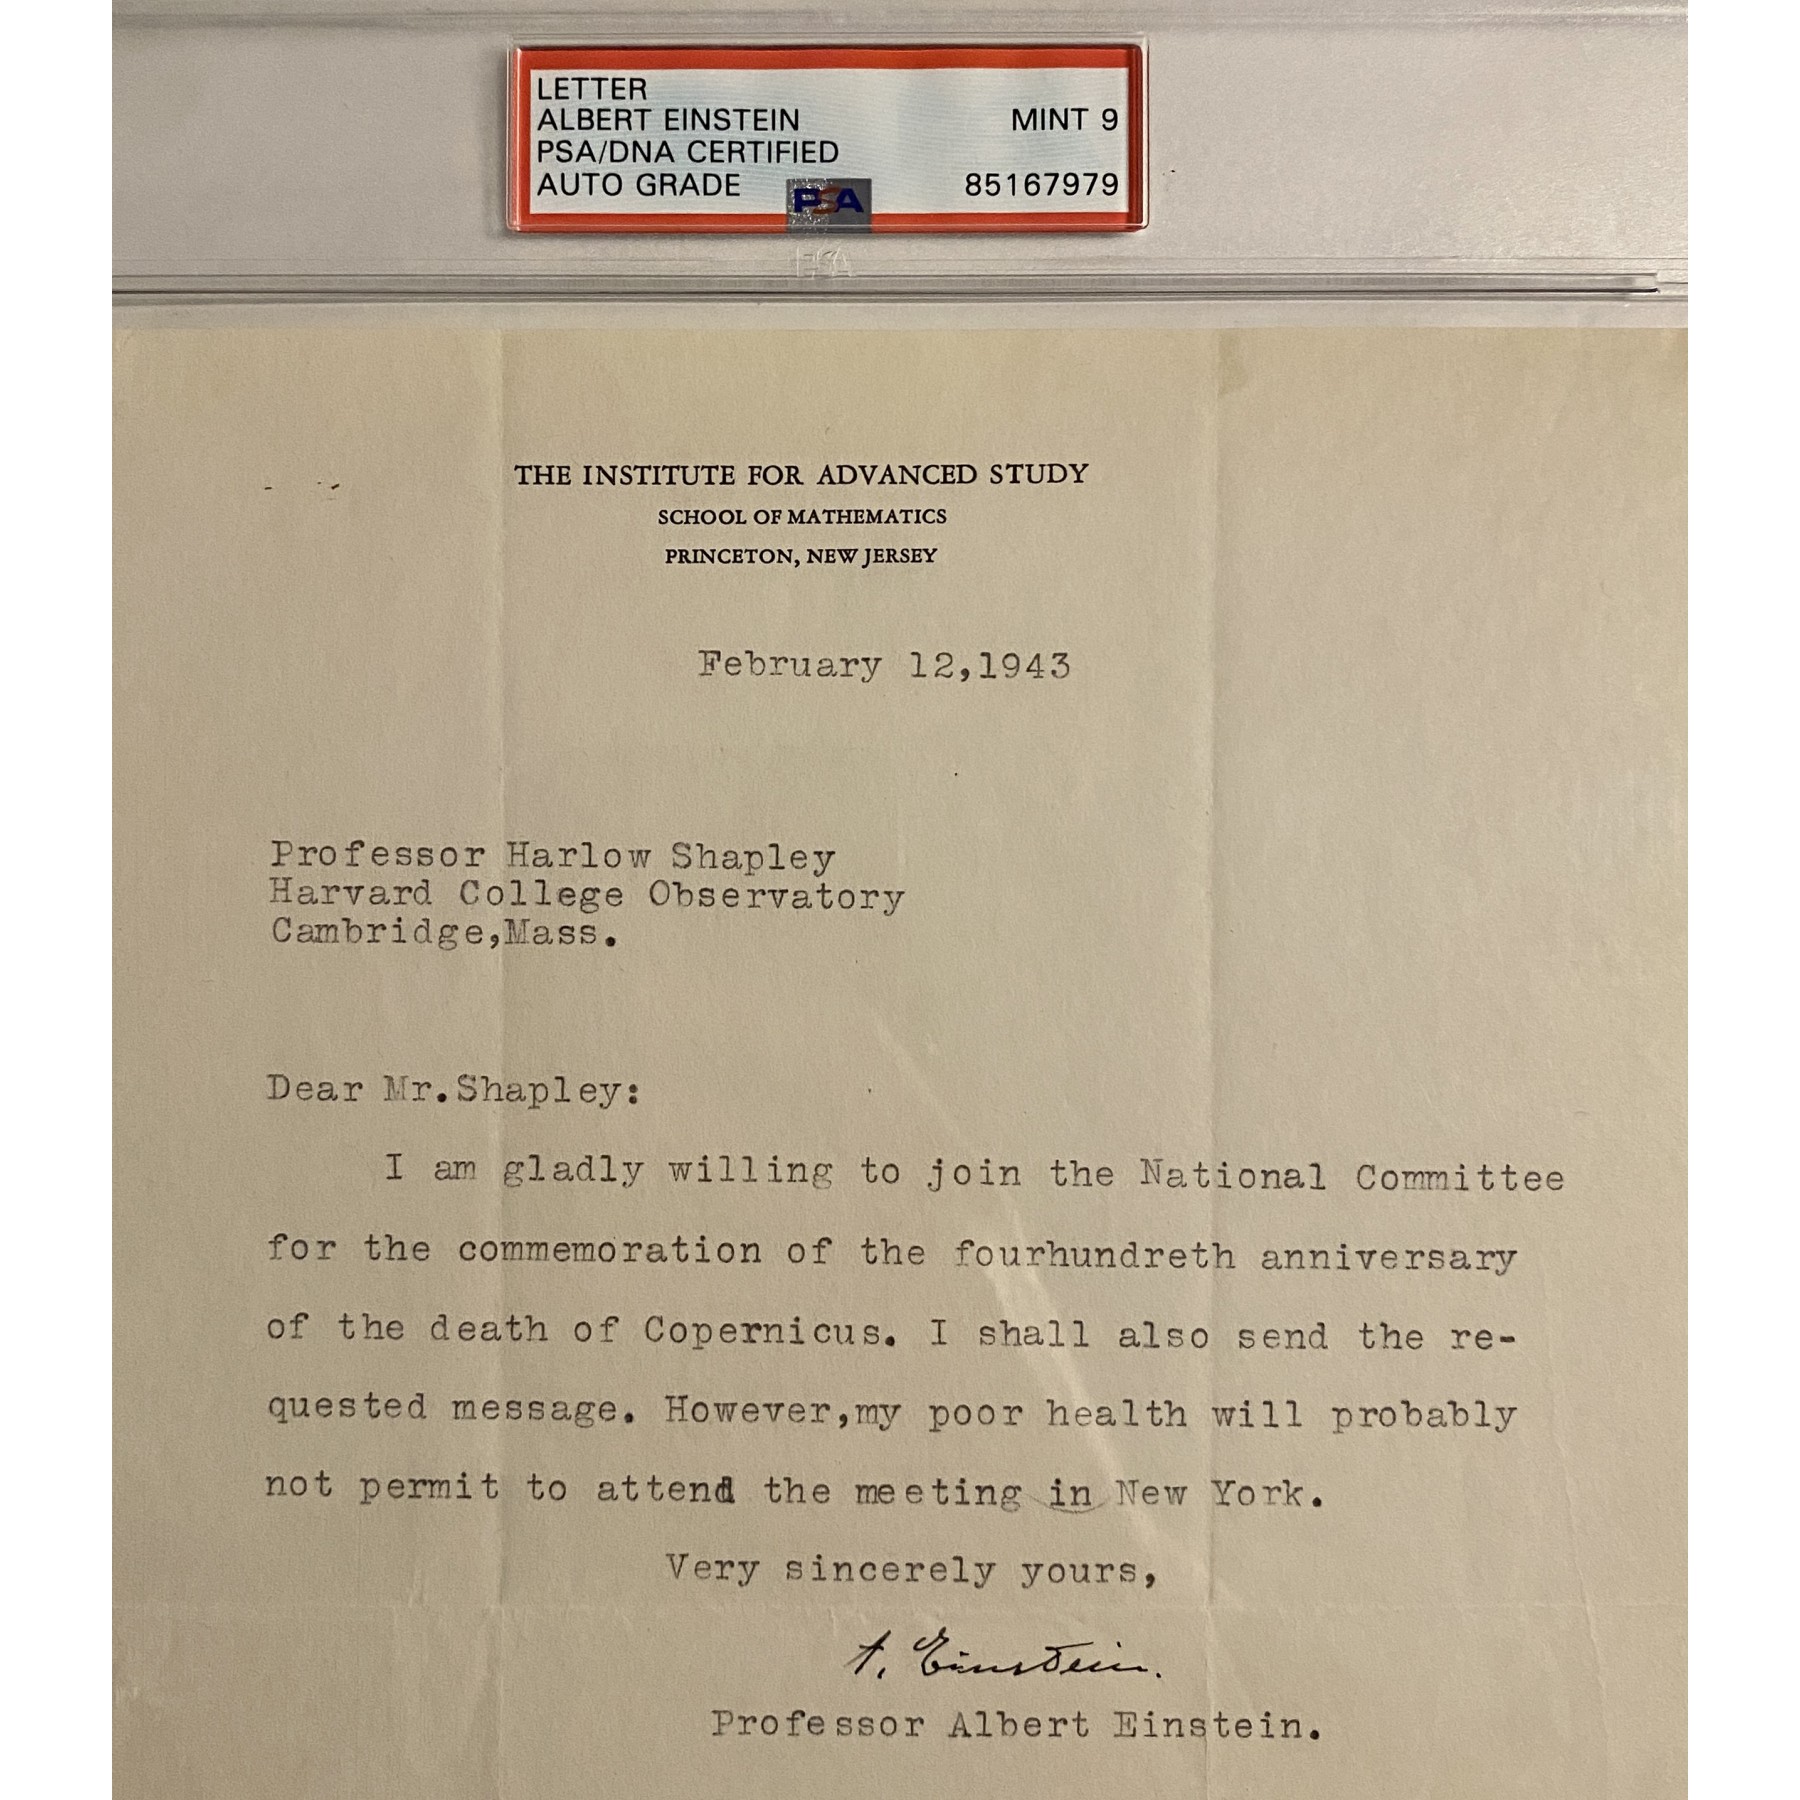 LETTER
ALBERT EINSTEIN MINT 9
PSA/DNA CERTIFIED
AUTO GRADE PSA 85167979
PSA
THE INSTITUTE FOR ADVANCED STUDY
SCHOOL OF MATHEMATICS
PRINCETON, NEW JERSEY
February 12,1943
Professor Harlow Shapley
Harvard College Observatory
Cambridge,Mass.
Dear Mr.Shapley:
I am gladly willing to join the National Committee
for the commemoration of the fourhundreth anniversary
of the death of Copernicus. I shall also send the re-
quested message. However,my poor health will probably
not permit to attend the meeting in New York.
Very sincerely yours,
A. Einstein.
Professor Albert Einstein.